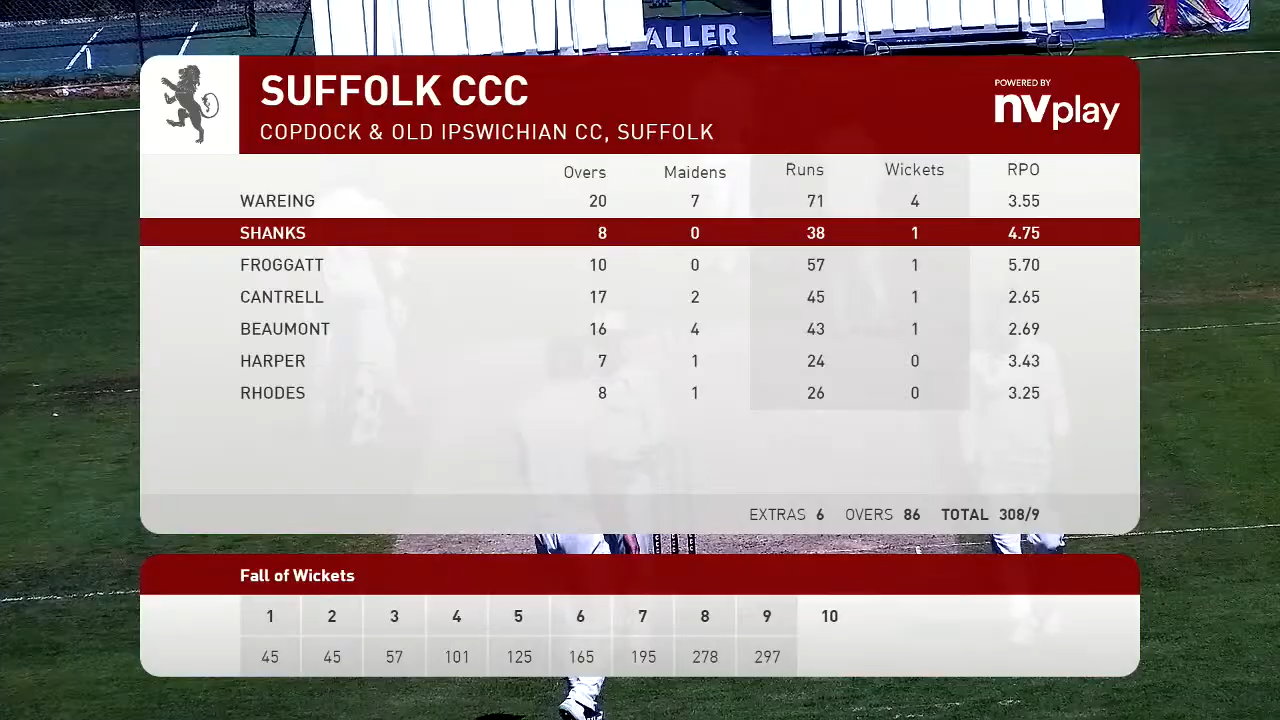 ALLER
SUFFOLK CCC
COPDOCK & OLD IPSWICHIAN CC, SUFFOLK
POWERED BY
nvplay
Overs Maidens Runs Wickets RPO
WAREING 20 7 71 4 3.55
SHANKS 8 0 38 1 4.75
FROGGATT 10 0 57 1 5.70
CANTRELL 17 2 45 1 2.65
BEAUMONT 16 4 43 1 2.69
HARPER 7 1 24 0 3.43
RHODES 8 1 26 0 3.25
EXTRAS 6 OVERS 86 TOTAL 308/9
Fall of Wickets
1 2 3 4 5 6 7 8 9 10
45 45 57 101 125 165 195 278 297